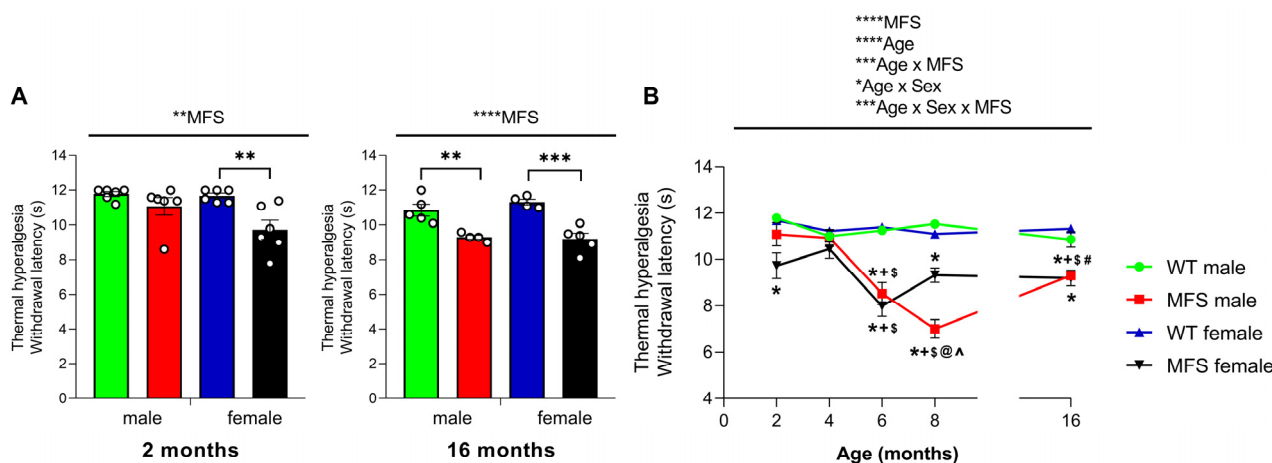 A
**MFS
Thermal hyperalgesia
Withdrawal latency (s)
14
12
10
8
6
4
2
0
**
male
female
2 months
****MFS
Thermal hyperalgesia
Withdrawal latency (s)
14
12
10
8
6
4
2
0
**
***
male
female
16 months
B
****MFS
****Age
***Age x MFS
*Age x Sex
***Age x Sex x MFS
Thermal hyperalgesia
Withdrawal latency (s)
14
12
10
8
6
4
*
*+$
*+$
*
*+$@^
*+$#
*
0
2
4
6
8
16
Age (months)
WT male
MFS male
WT female
MFS female